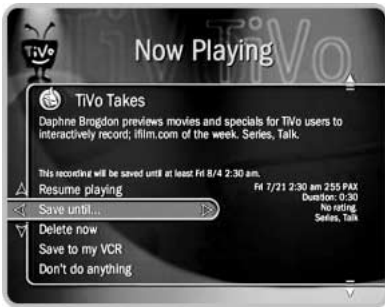 TiVo
Now Playing
TiVo Takes
Daphne Brogdon previews movies and specials for TiVo users to
interactively record; ifilm.com of the week. Series, Talk.
This recording will be saved until at least Fri 8/4 2:30 am.
Resume playing
Fri 7/21 2:30 am 255 PAX
Duration: 0:30
Save until...
No rating.
Series, Talk
Delete now
Save to my VCR
Don't do anything